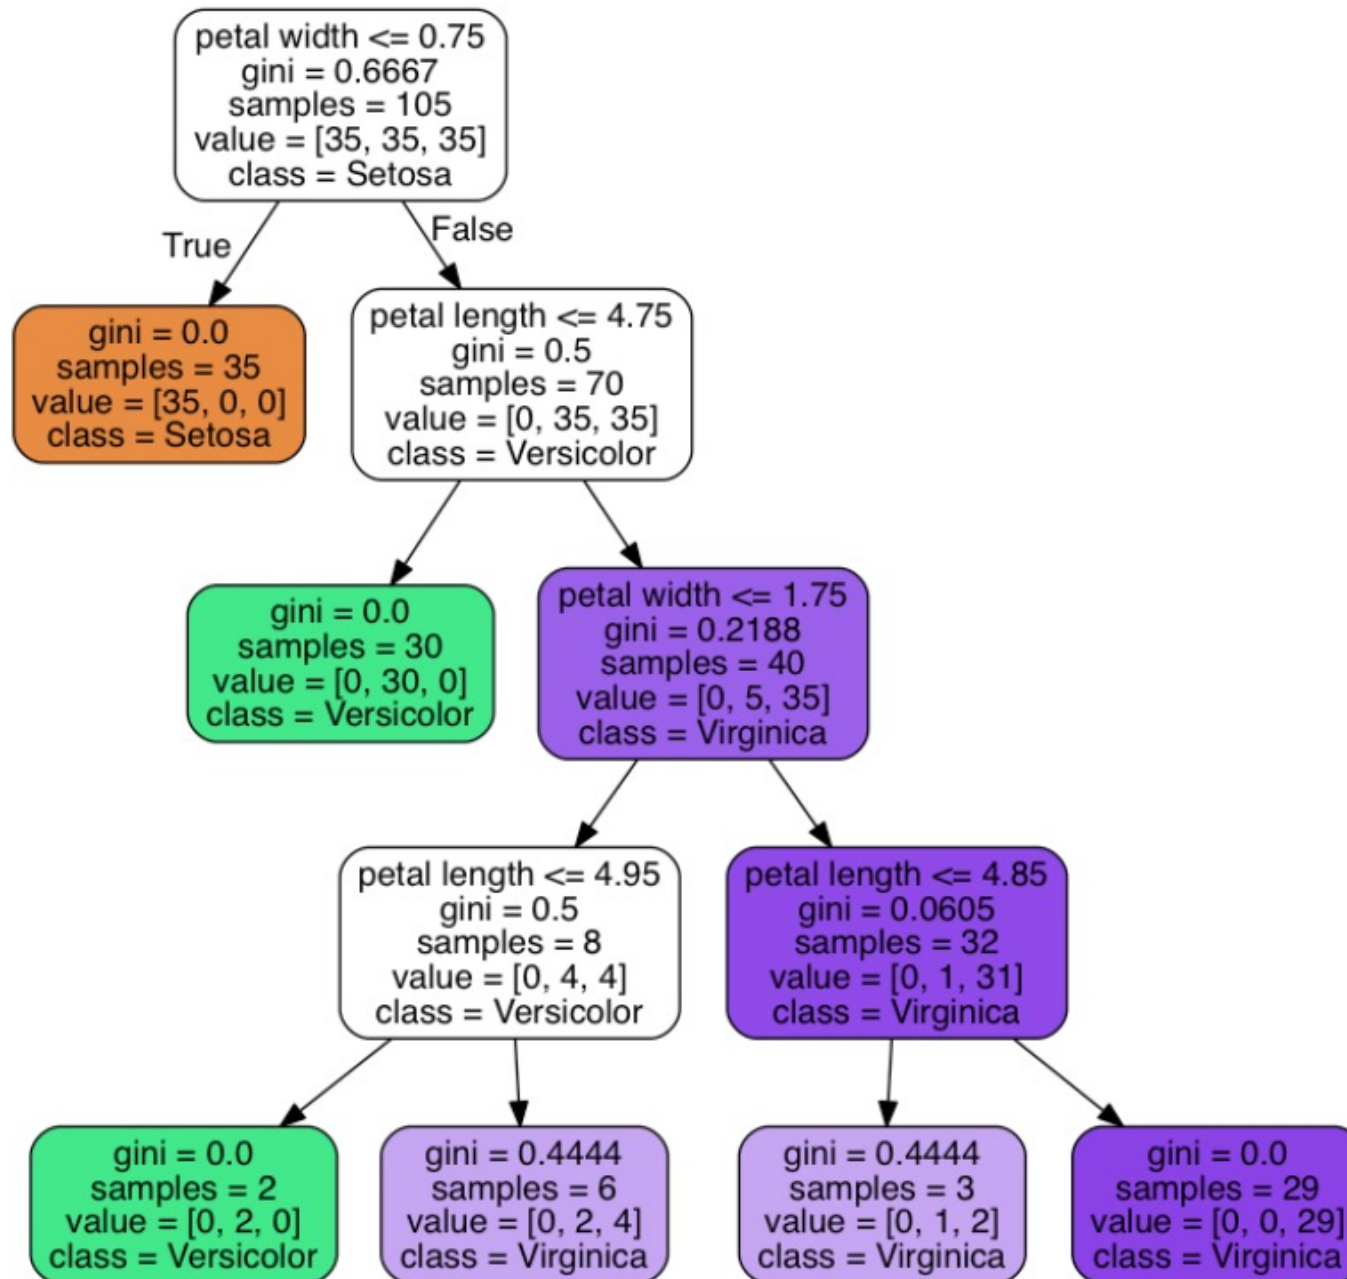 petal width <= 0.75
gini = 0.6667
samples = 105
value = [35, 35, 35]
class = Setosa
True
False
gini = 0.0
samples = 35
value = [35, 0, 0]
class = Setosa
petal length <= 4.75
gini = 0.5
samples = 70
value = [0, 35, 35]
class = Versicolor
gini = 0.0
samples = 30
value = [0, 30, 0]
class = Versicolor
petal width <= 1.75
gini = 0.2188
samples = 40
value = [0, 5, 35]
class = Virginica
petal length <= 4.95
gini = 0.5
samples = 8
value = [0, 4, 4]
class = Versicolor
petal length <= 4.85
gini = 0.0605
samples = 32
value = [0, 1, 31]
class = Virginica
gini = 0.0
samples = 2
value = [0, 2, 0]
class = Versicolor
gini = 0.4444
samples = 6
value = [0, 2, 4]
class = Virginica
gini = 0.4444
samples = 3
value = [0, 1, 2]
class = Virginica
gini = 0.0
samples = 29
value = [0, 0, 29]
class = Virginica